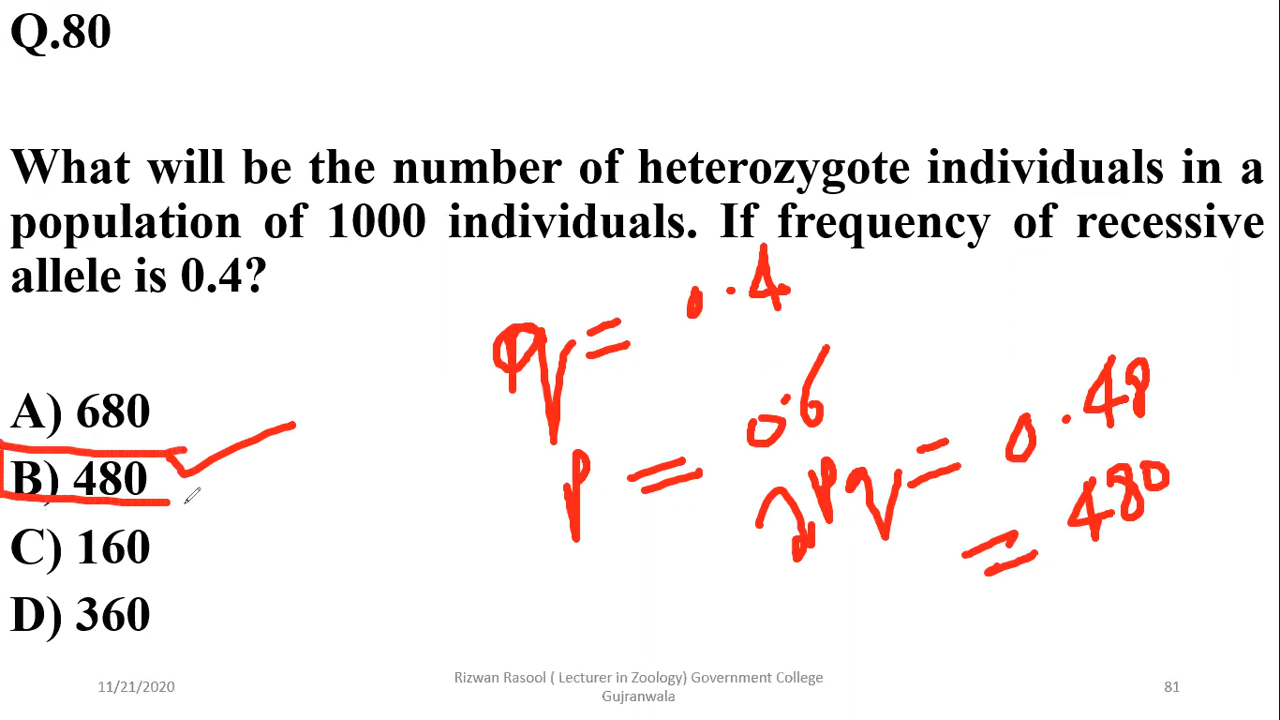 Q.80
What will be the number of heterozygote individuals in a
population of 1000 individuals. If frequency of recessive
allele is 0.4?
q = 0.4
p = 0.6
2pq = 0.48
= 480
A) 680
B) 480
C) 160
D) 360
11/21/2020
Rizwan Rasool ( Lecturer in Zoology) Government College
Gujranwala
81